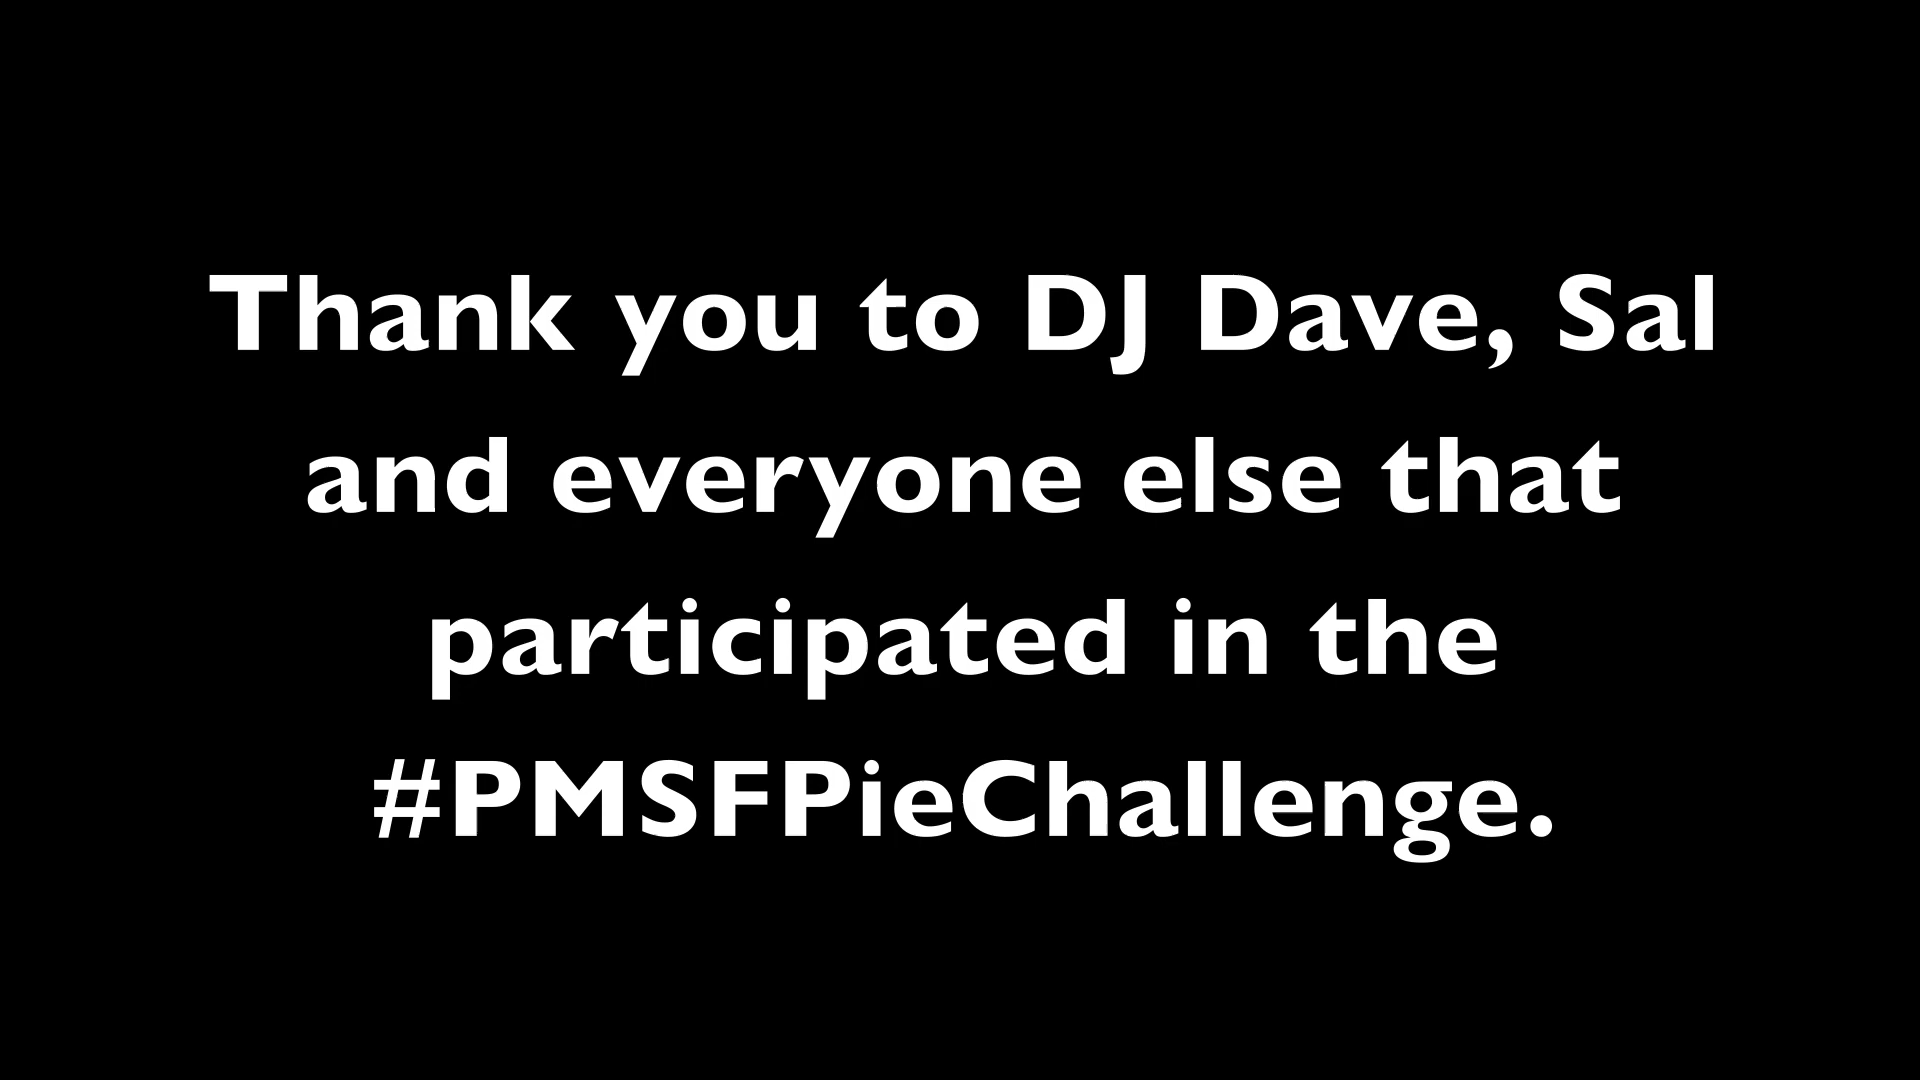 Thank you to DJ Dave, Sal
and everyone else that
participated in the
#PMSFPieChallenge.